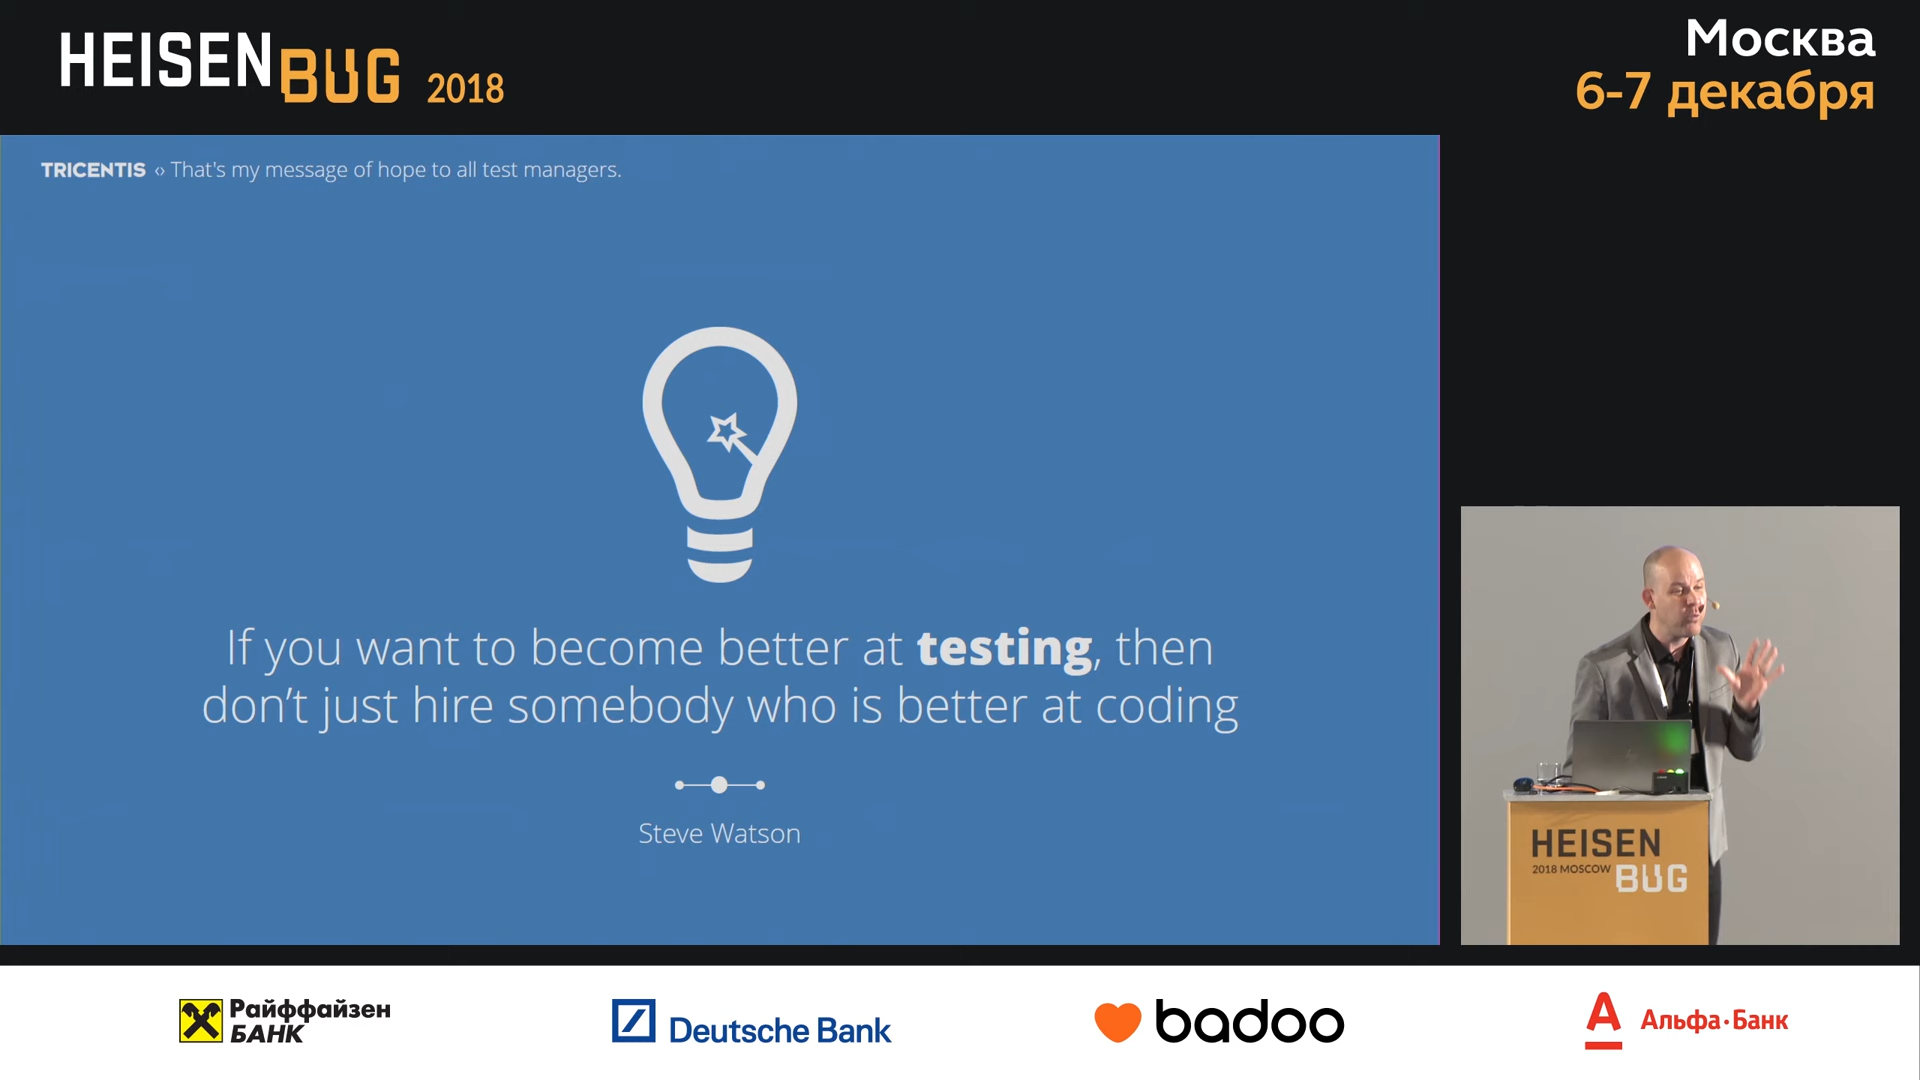 HEISENBUG 2018
Москва
6-7 декабря
TRICENTIS ‹› That's my message of hope to all test managers.
If you want to become better at testing, then
don’t just hire somebody who is better at coding
Steve Watson
HEISEN
2018 MOSCOW BUG
Райффайзен
БАНК
Deutsche Bank
badoo
Альфа·Банк